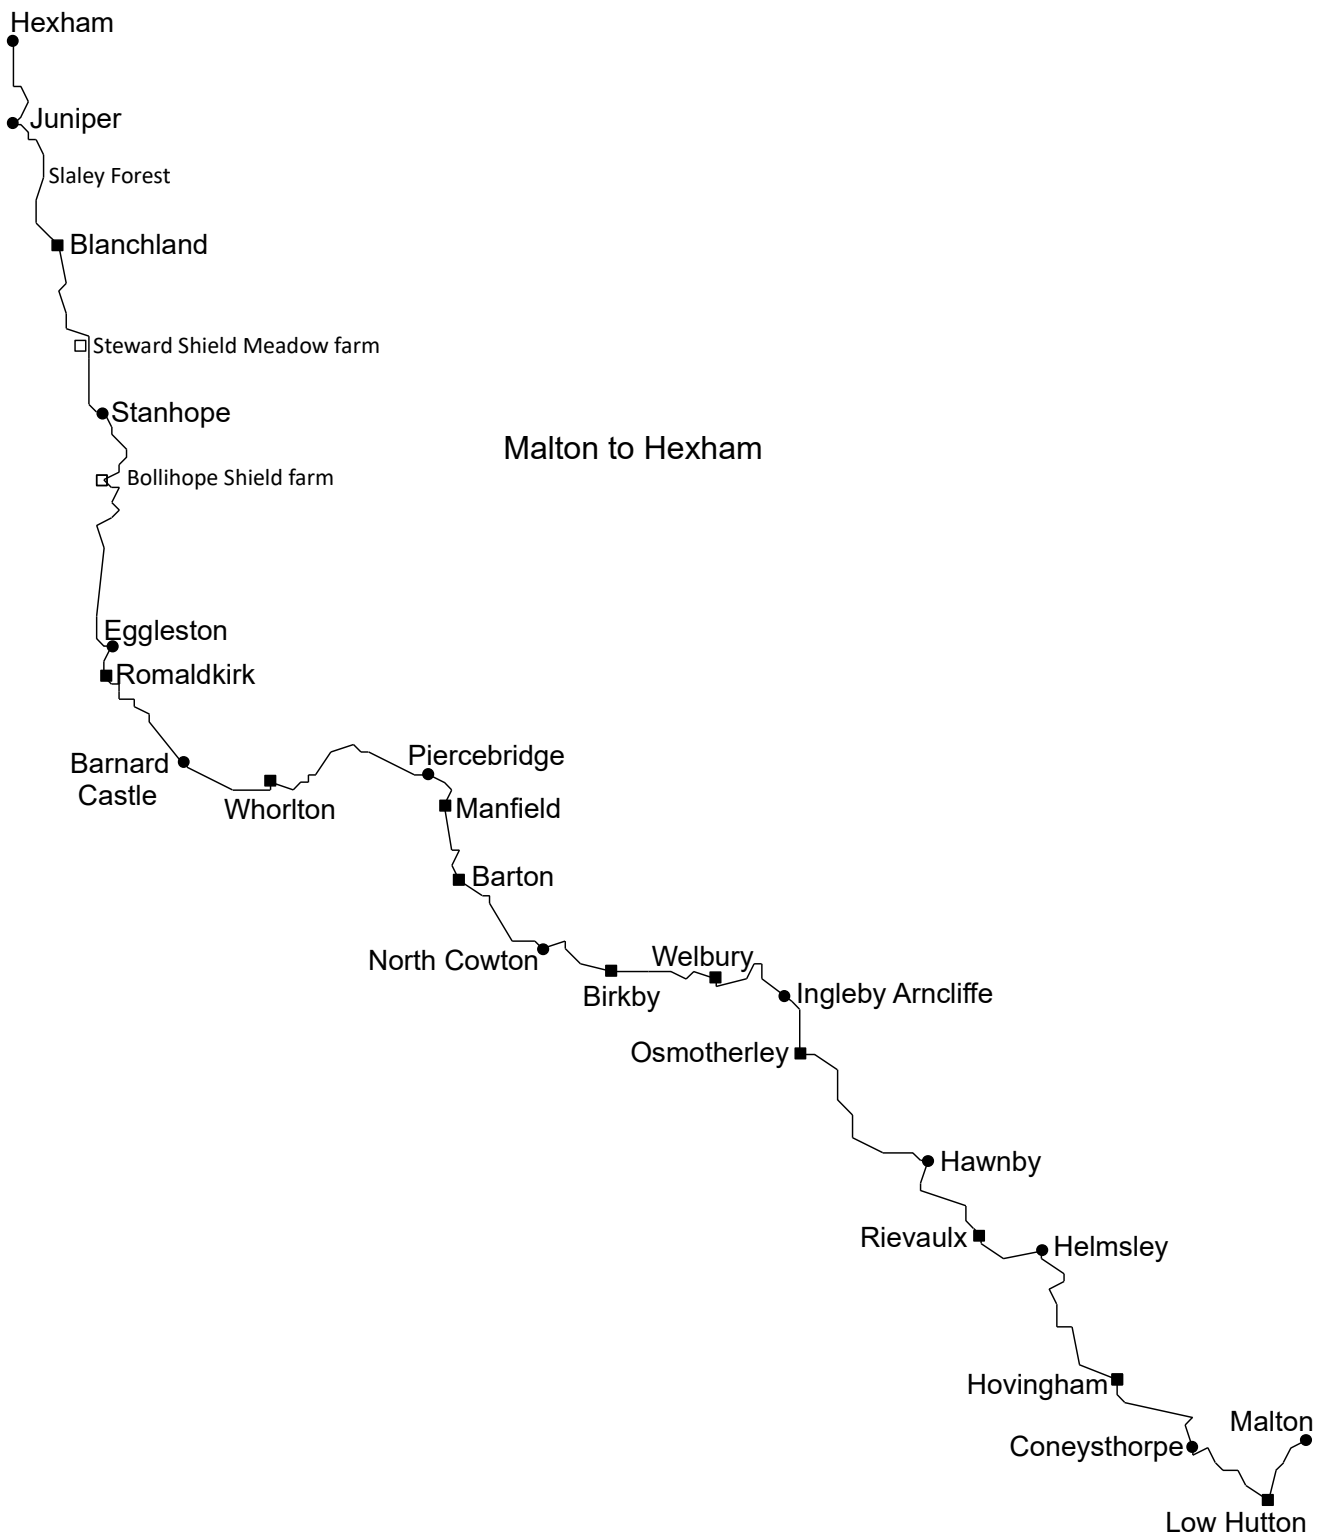 Hexham
Juniper
Slaley Forest
Blanchland
Steward Shield Meadow farm
Stanhope
Malton to Hexham
Bollihope Shield farm
Eggleston
Romaldkirk
Barnard
Castle
Piercebridge
Whorlton
Manfield
Barton
North Cowton
Welbury
Birkby
Ingleby Arncliffe
Osmotherley
Hawnby
Rievaulx
Helmsley
Hovingham
Malton
Coneysthorpe
Low Hutton